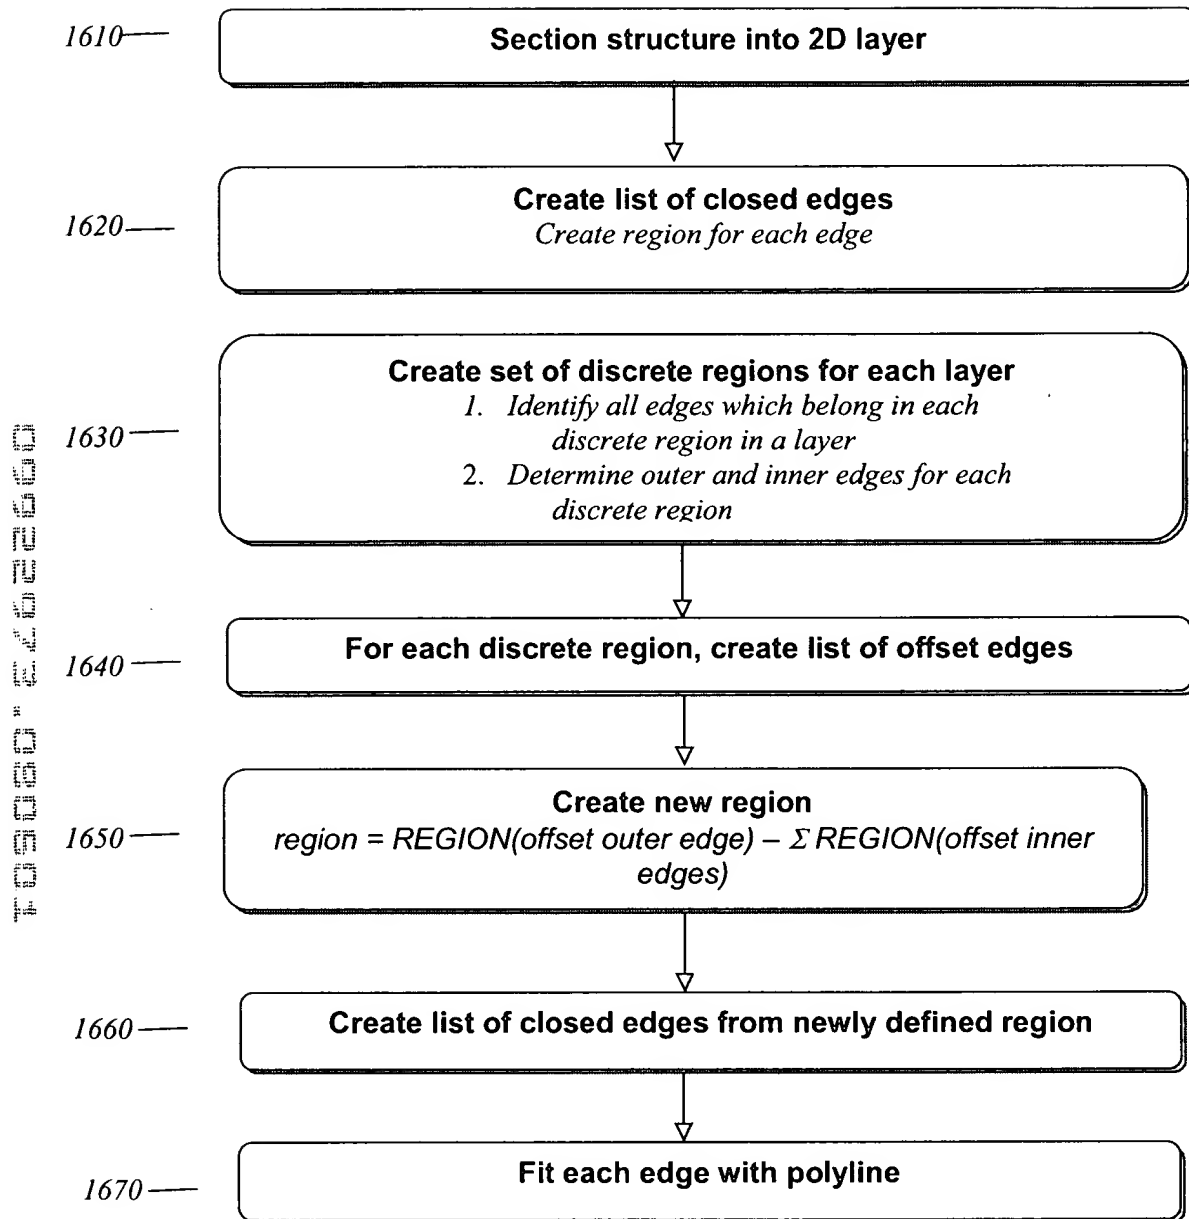 1610
Section structure into 2D layer
1620
Create list of closed edges
Create region for each edge
1630
Create set of discrete regions for each layer
1. Identify all edges which belong in each
discrete region in a layer
2. Determine outer and inner edges for each
discrete region
1640
For each discrete region, create list of offset edges
1650
Create new region
region = REGION(offset outer edge) – Σ REGION(offset inner
edges)
1660
Create list of closed edges from newly defined region
1670
Fit each edge with polyline